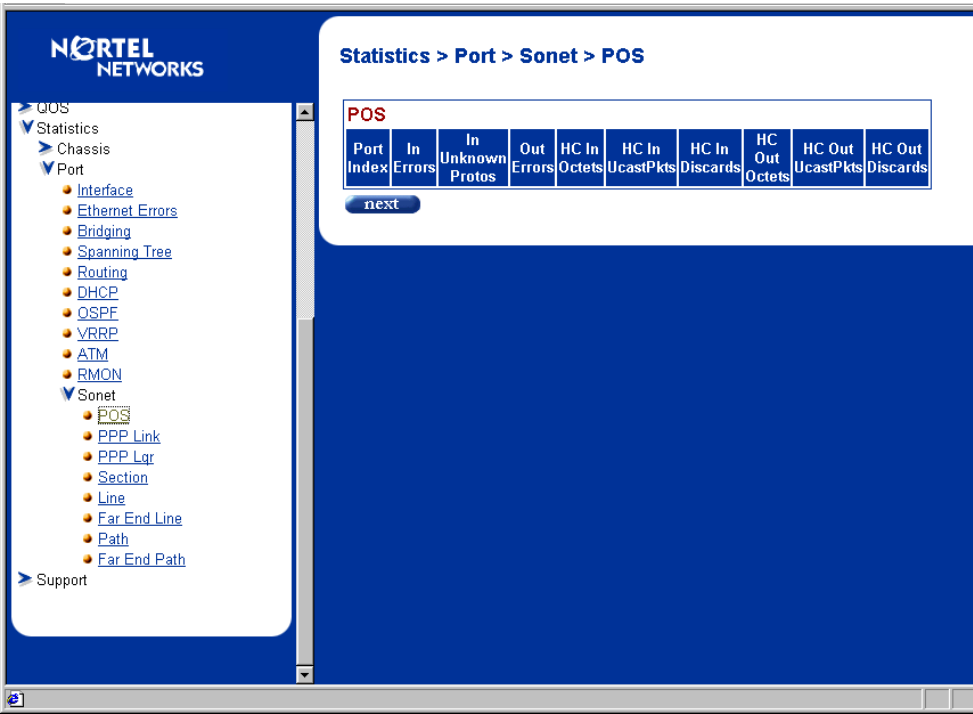 NORTEL
NETWORKS
QOS
Statistics
Chassis
Port
Interface
Ethernet Errors
Bridging
Spanning Tree
Routing
DHCP
OSPF
VRRP
ATM
RMON
Sonet
POS
PPP Link
PPP Lqr
Section
Line
Far End Line
Path
Far End Path
Support
Statistics > Port > Sonet > POS
POS
Port Index
In Errors
In Unknown Protos
Out Errors
HC In Octets
HC In UcastPkts
HC In Discards
HC Out Octets
HC Out UcastPkts
HC Out Discards
next